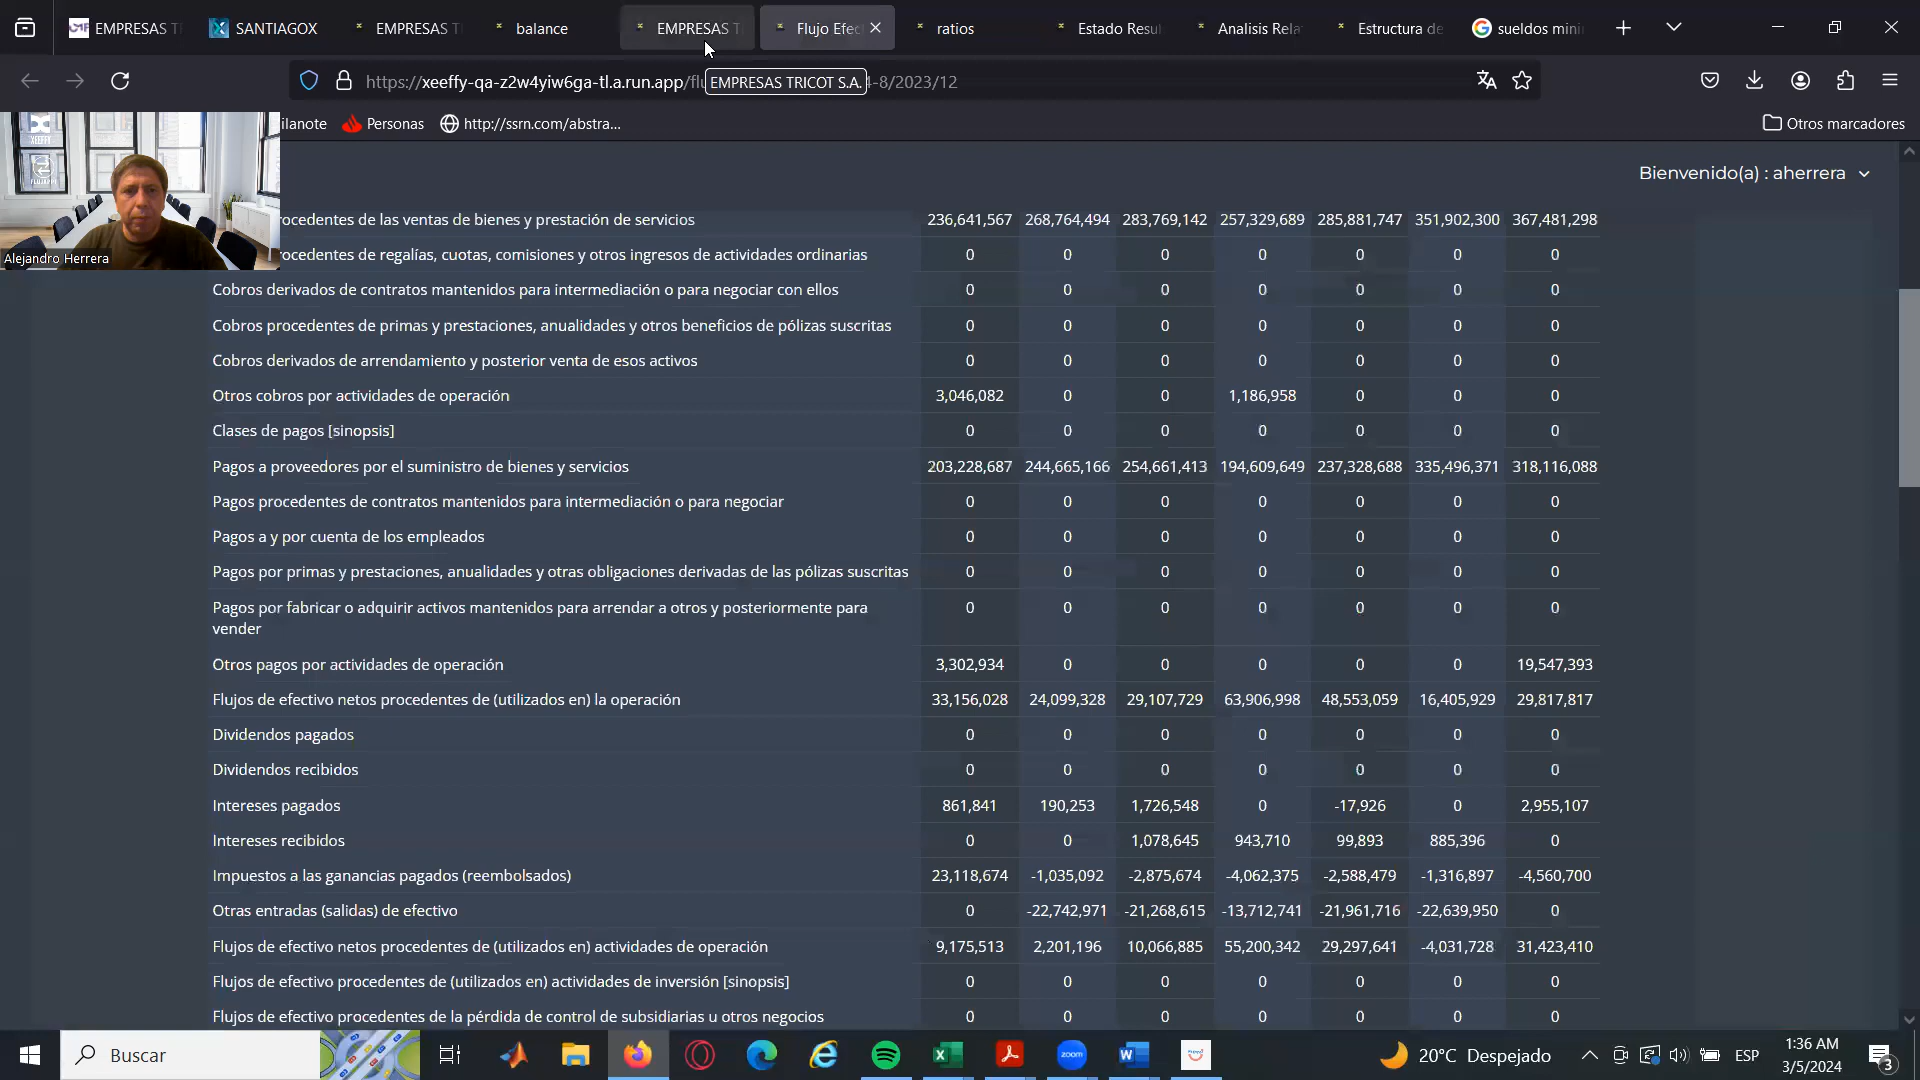 EMPRESAS T
SANTIAGOX
EMPRESAS T
balance
EMPRESAS T
Flujo Efec
ratios
Estado Resul
Analisis Rela
Estructura de
sueldos mini
https://xeeffy-qa-z2w4yiw6ga-tl.a.run.app/flu
EMPRESAS TRICOT S.A.
4-8/2023/12
ilanote
Personas
http://ssrn.com/abstra...
Otros marcadores
XEEFFY
Alejandro Herrera
Bienvenido(a) : aherrera
rocedentes de las ventas de bienes y prestación de servicios 236,641,567 268,764,494 283,769,142 257,329,689 285,881,747 351,902,300 367,481,298
rocedentes de regalías, cuotas, comisiones y otros ingresos de actividades ordinarias 0 0 0 0 0 0 0
Cobros derivados de contratos mantenidos para intermediación o para negociar con ellos 0 0 0 0 0 0 0
Cobros procedentes de primas y prestaciones, anualidades y otros beneficios de pólizas suscritas 0 0 0 0 0 0 0
Cobros derivados de arrendamiento y posterior venta de esos activos 0 0 0 0 0 0 0
Otros cobros por actividades de operación 3,046,082 0 0 1,186,958 0 0 0
Clases de pagos [sinopsis] 0 0 0 0 0 0 0
Pagos a proveedores por el suministro de bienes y servicios 203,228,687 244,665,166 254,661,413 194,609,649 237,328,688 335,496,371 318,116,088
Pagos procedentes de contratos mantenidos para intermediación o para negociar 0 0 0 0 0 0 0
Pagos a y por cuenta de los empleados 0 0 0 0 0 0 0
Pagos por primas y prestaciones, anualidades y otras obligaciones derivadas de las pólizas suscritas 0 0 0 0 0 0 0
Pagos por fabricar o adquirir activos mantenidos para arrendar a otros y posteriormente para 0 0 0 0 0 0 0
vender
Otros pagos por actividades de operación 3,302,934 0 0 0 0 0 19,547,393
Flujos de efectivo netos procedentes de (utilizados en) la operación 33,156,028 24,099,328 29,107,729 63,906,998 48,553,059 16,405,929 29,817,817
Dividendos pagados 0 0 0 0 0 0 0
Dividendos recibidos 0 0 0 0 0 0 0
Intereses pagados 861,841 190,253 1,726,548 0 -17,926 0 2,955,107
Intereses recibidos 0 0 1,078,645 943,710 99,893 885,396 0
Impuestos a las ganancias pagados (reembolsados) 23,118,674 -1,035,092 -2,875,674 -4,062,375 -2,588,479 -1,316,897 -4,560,700
Otras entradas (salidas) de efectivo 0 -22,742,971 -21,268,615 -13,712,741 -21,961,716 -22,639,950 0
Flujos de efectivo netos procedentes de (utilizados en) actividades de operación 9,175,513 2,201,196 10,066,885 55,200,342 29,297,641 -4,031,728 31,423,410
Flujos de efectivo procedentes de (utilizados en) actividades de inversión [sinopsis] 0 0 0 0 0 0 0
Flujos de efectivo procedentes de la pérdida de control de subsidiarias u otros negocios 0 0 0 0 0 0 0
Buscar
zoom
20°C Despejado
ESP
1:36 AM
3/5/2024
3